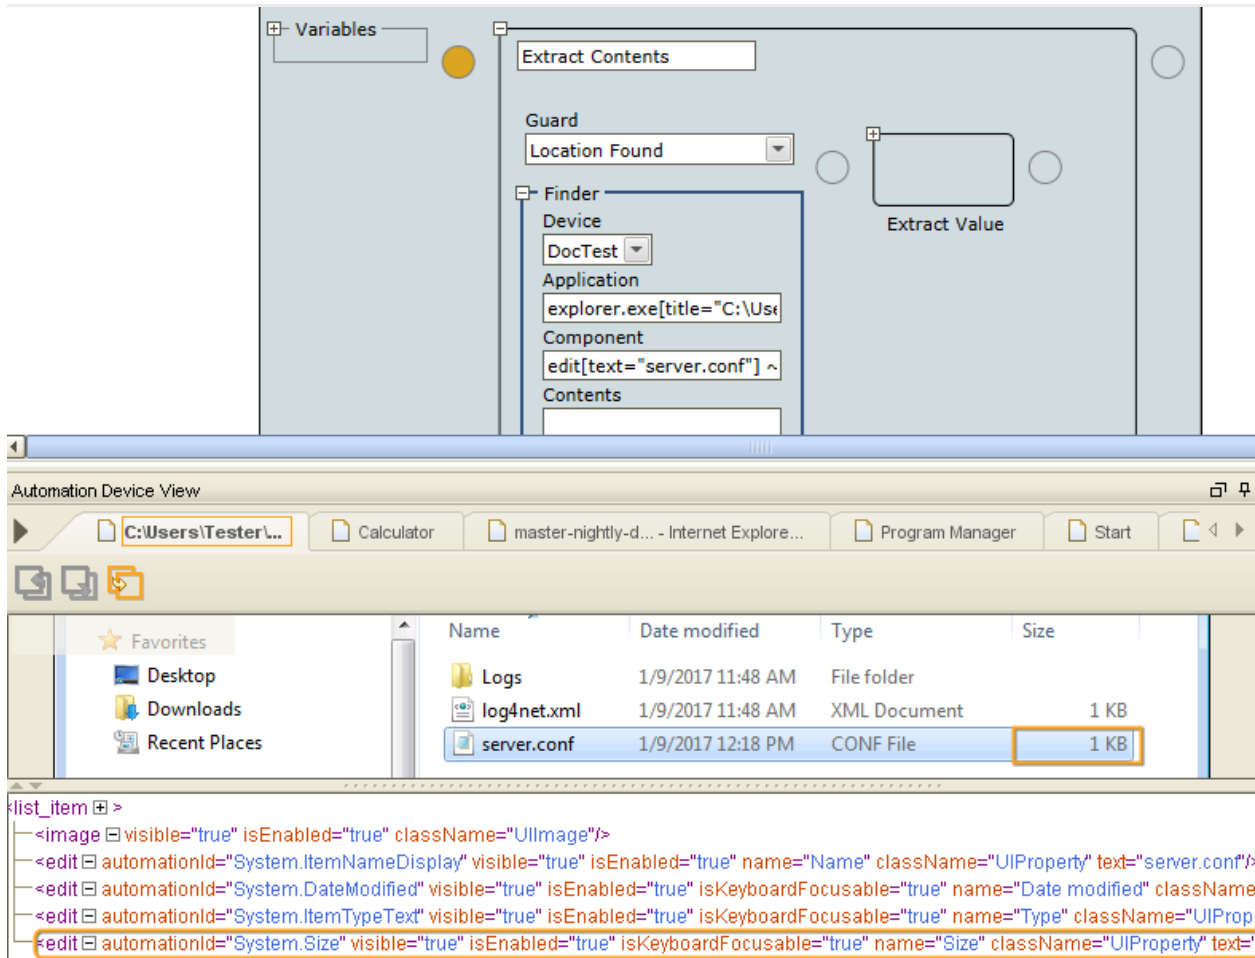 Variables
Extract Contents
Guard
Location Found
Finder
Device
DocTest
Application
explorer.exe[title="C:\Use
Component
edit[text="server.conf"] ~
Contents
Extract Value
Automation Device View
C:\Users\Tester\... Calculator master-nightly-d... - Internet Explore... Program Manager Start
Favorites
Desktop
Downloads
Recent Places
Name Date modified Type Size
Logs 1/9/2017 11:48 AM File folder
log4net.xml 1/9/2017 11:48 AM XML Document 1 KB
server.conf 1/9/2017 12:18 PM CONF File 1 KB
<list_item >
<image visible="true" isEnabled="true" className="UIImage"/>
<edit automationId="System.ItemNameDisplay" visible="true" isEnabled="true" name="Name" className="UIProperty" text="server.conf"/>
<edit automationId="System.DateModified" visible="true" isEnabled="true" isKeyboardFocusable="true" name="Date modified" className
<edit automationId="System.ItemTypeText" visible="true" isEnabled="true" isKeyboardFocusable="true" name="Type" className="UIProp
<edit automationId="System.Size" visible="true" isEnabled="true" isKeyboardFocusable="true" name="Size" className="UIProperty" text="